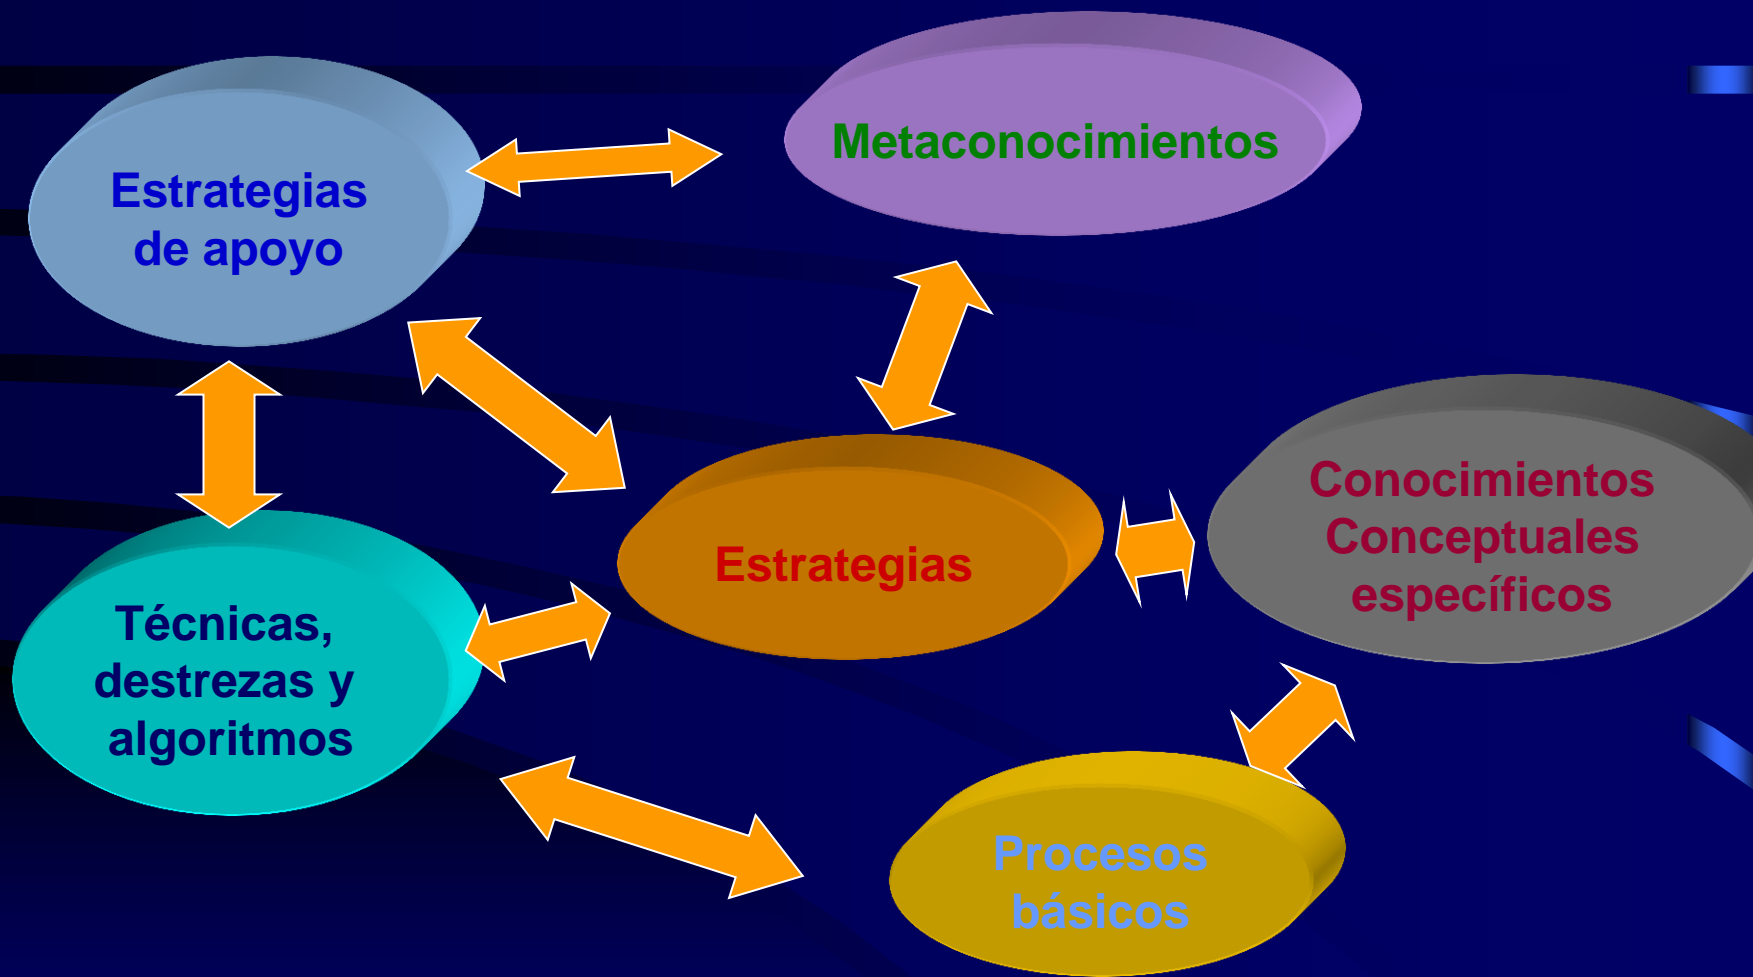 Metaconocimientos
Estrategias
de apoyo
Conocimientos
Conceptuales
específicos
Estrategias
Técnicas,
destrezas y
algoritmos
Procesos
básicos